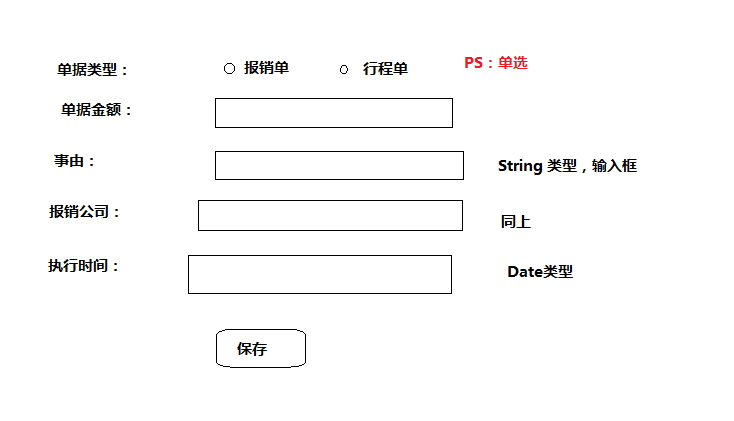 单据类型： 报销单 行程单 PS：单选
单据金额：
事由： String 类型，输入框
报销公司： 同上
执行时间： Date类型
保存